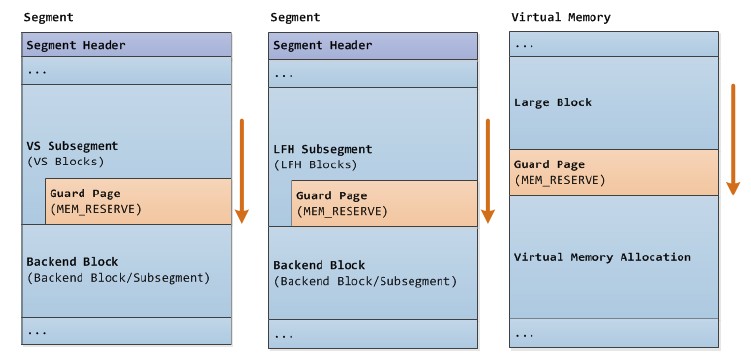 Segment
Segment Header
...
VS Subsegment
(VS Blocks)
Guard Page
(MEM_RESERVE)
Backend Block
(Backend Block/Subsegment)
...
Segment
Segment Header
...
LFH Subsegment
(LFH Blocks)
Guard Page
(MEM_RESERVE)
Backend Block
(Backend Block/Subsegment)
...
Virtual Memory
...
Large Block
Guard Page
(MEM_RESERVE)
Virtual Memory Allocation
...